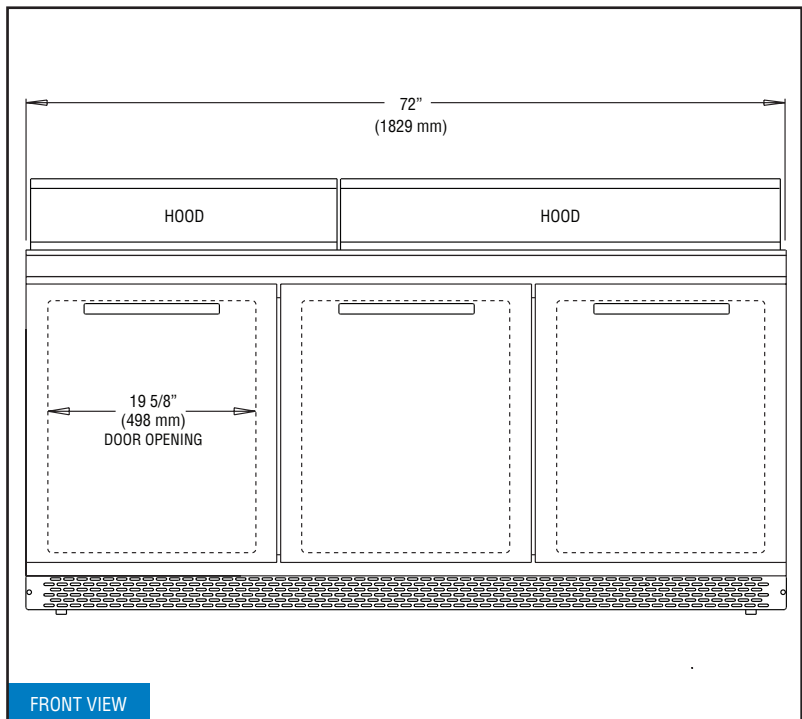 72”
(1829 mm)
HOOD HOOD
19 5/8”
(498 mm)
DOOR OPENING
FRONT VIEW